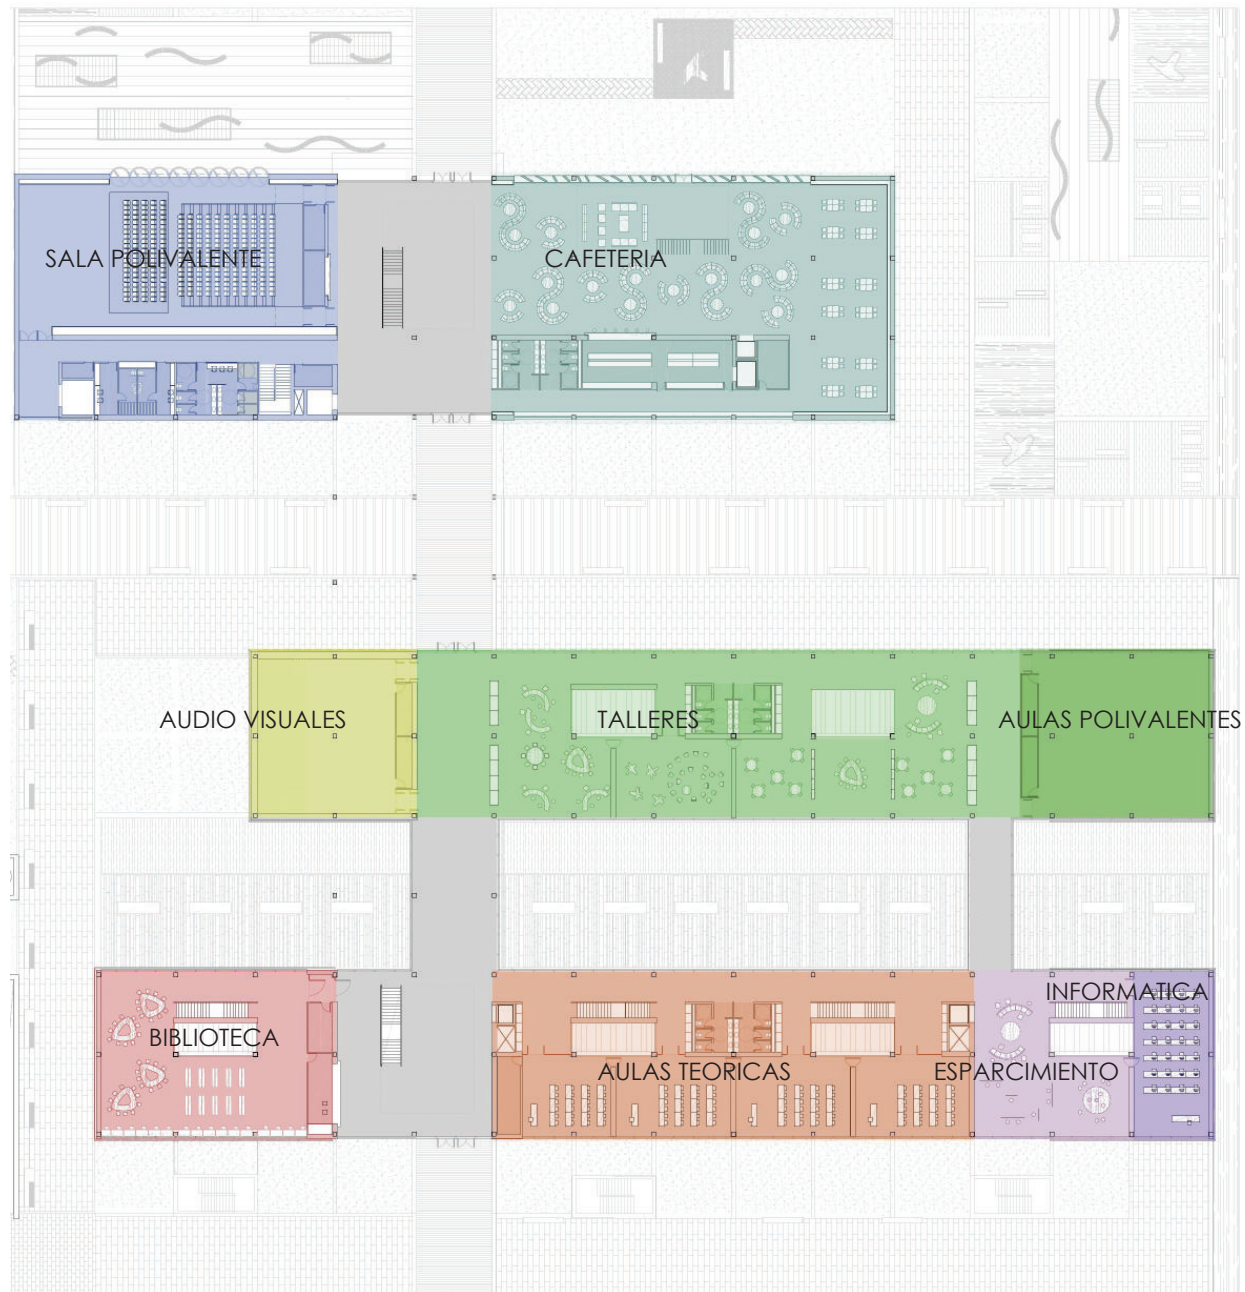 SALA POLIVALENTE
CAFETERIA
AUDIO VISUALES
TALLERES
AULAS POLIVALENTES
INFORMATICA
BIBLIOTECA
AULAS TEORICAS
ESPARCIMIENTO